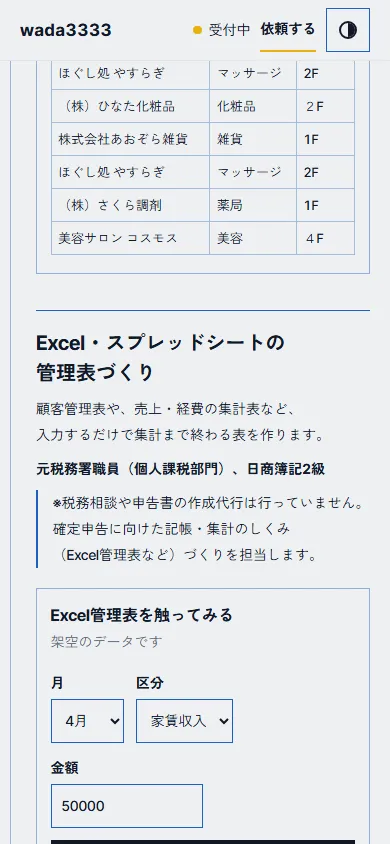 wada3333
受付中 依頼する
ほぐし処 やすらぎ マッサージ 2F
（株）ひなた化粧品 化粧品 ２F
株式会社あおぞら雑貨 雑貨 1F
ほぐし処 やすらぎ マッサージ 2F
（株）さくら調剤 薬局 1F
美容サロン コスモス 美容 ４F
Excel・スプレッドシートの
管理表づくり
顧客管理表や、売上・経費の集計表など、
入力するだけで集計まで終わる表を作ります。
元税務署職員（個人課税部門）、日商簿記2級
※税務相談や申告書の作成代行は行っていません。
確定申告に向けた記帳・集計のしくみ
（Excel管理表など）づくりを担当します。
Excel管理表を触ってみる
架空のデータです
月 区分
4月 家賃収入
金額
50000